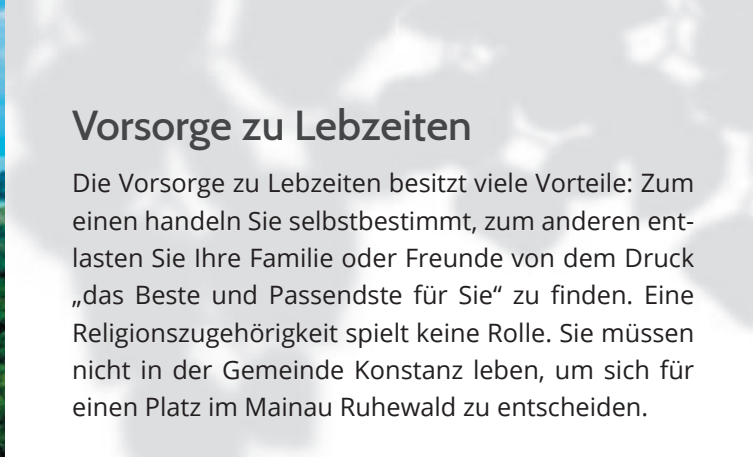 Vorsorge zu Lebzeiten
Die Vorsorge zu Lebzeiten besitzt viele Vorteile: Zum
einen handeln Sie selbstbestimmt, zum anderen ent-
lasten Sie Ihre Familie oder Freunde von dem Druck
„das Beste und Passendste für Sie“ zu finden. Eine
Religionszugehörigkeit spielt keine Rolle. Sie müssen
nicht in der Gemeinde Konstanz leben, um sich für
einen Platz im Mainau Ruhewald zu entscheiden.